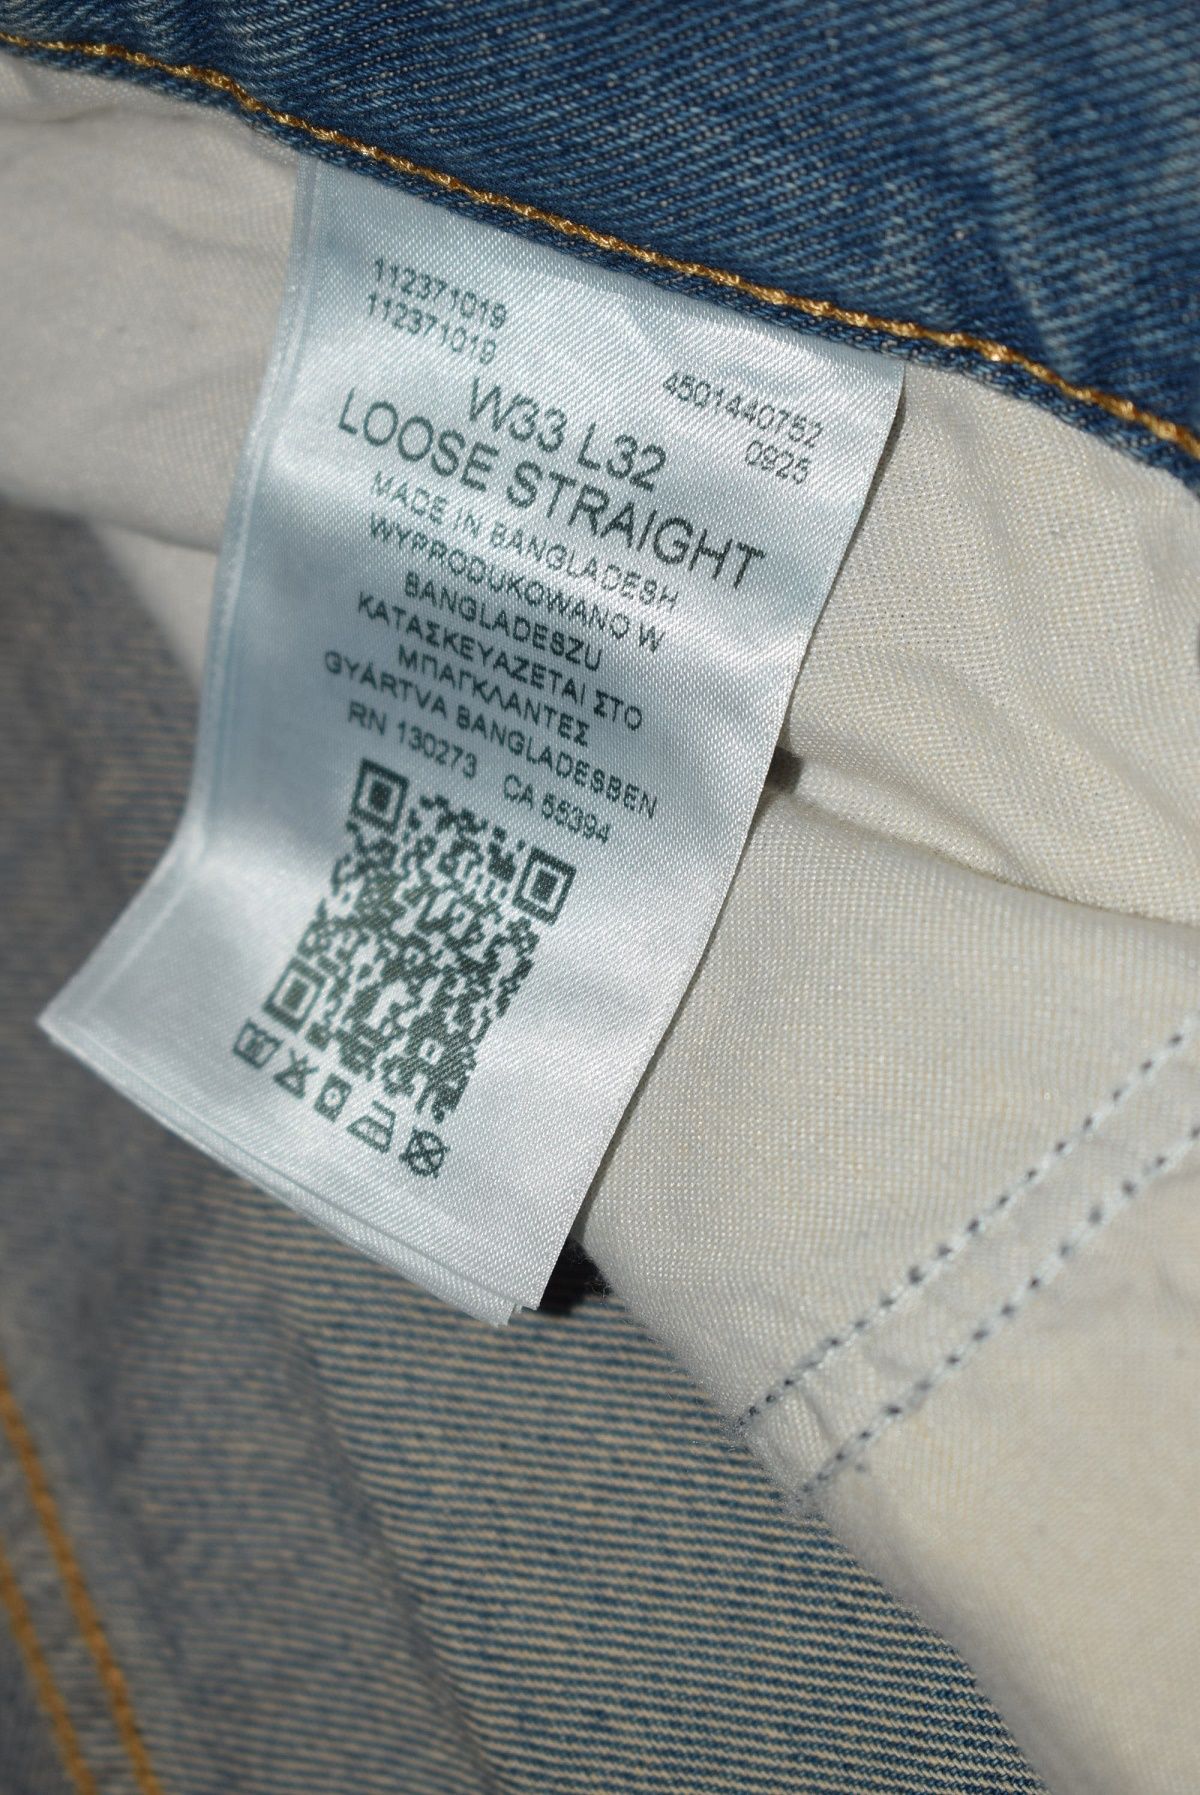 112371019
112371019
4501440752
0925
W33 L32
LOOSE STRAIGHT
MADE IN BANGLADESH
WYPRODUKOWANO W
BANGLADESZU
ΚΑΤΑΣΚΕΥΑΖΕΤΑΙ ΣΤΟ
ΜΠΑΓΚΛΑΝΤΕΣ
GYÁRTVA BANGLADESBEN
RN 130273 CA 55394